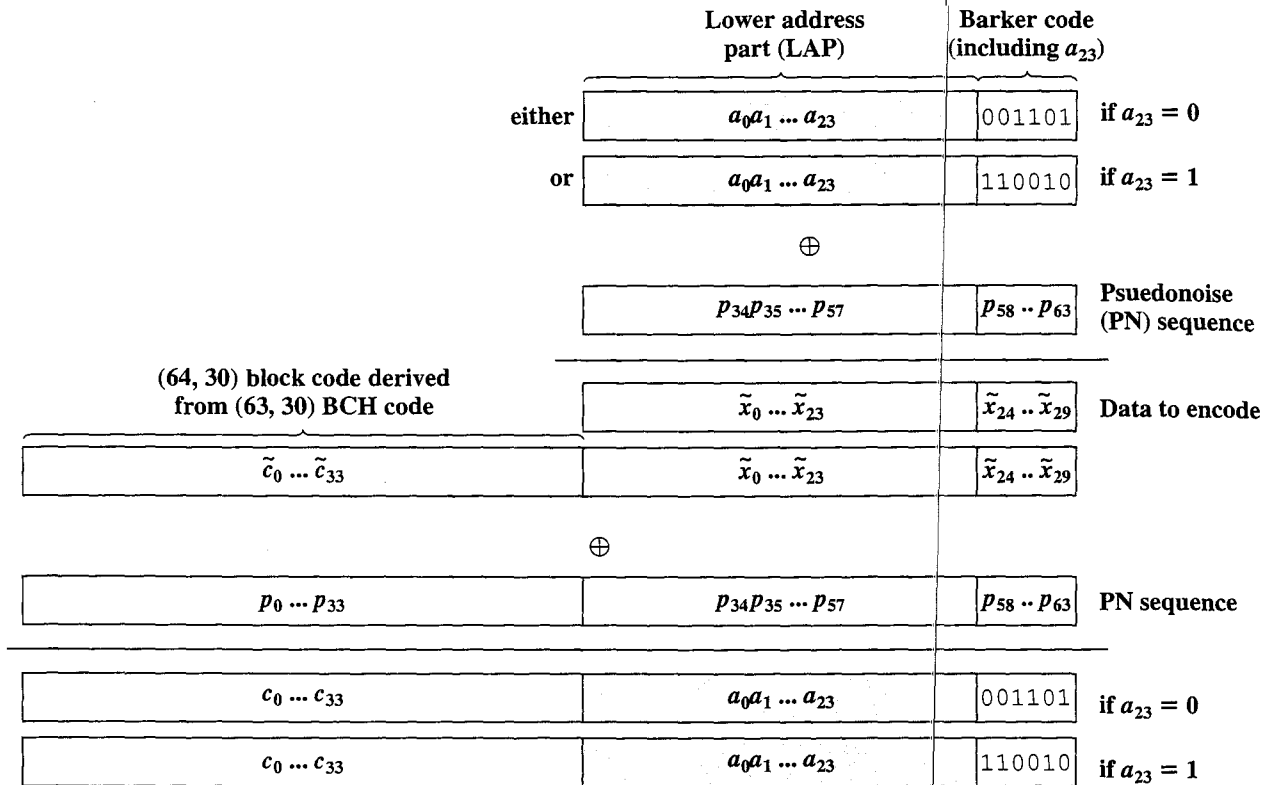 Lower address part (LAP)
Barker code (including a₂₃)
either a₀a₁ ... a₂₃ 001101 if a₂₃ = 0
or a₀a₁ ... a₂₃ 110010 if a₂₃ = 1
⊕
p₃₄p₃₅ ... p₅₇ p₅₈ .. p₆₃ Psuedonoise (PN) sequence
(64, 30) block code derived from (63, 30) BCH code
x̃₀ ... x̃₂₃ x̃₂₄ .. x̃₂₉ Data to encode
c̃₀ ... c̃₃₃ x̃₀ ... x̃₂₃ x̃₂₄ .. x̃₂₉
⊕
p₀ ... p₃₃ p₃₄p₃₅ ... p₅₇ p₅₈ .. p₆₃ PN sequence
c₀ ... c₃₃ a₀a₁ ... a₂₃ 001101 if a₂₃ = 0
c₀ ... c₃₃ a₀a₁ ... a₂₃ 110010 if a₂₃ = 1